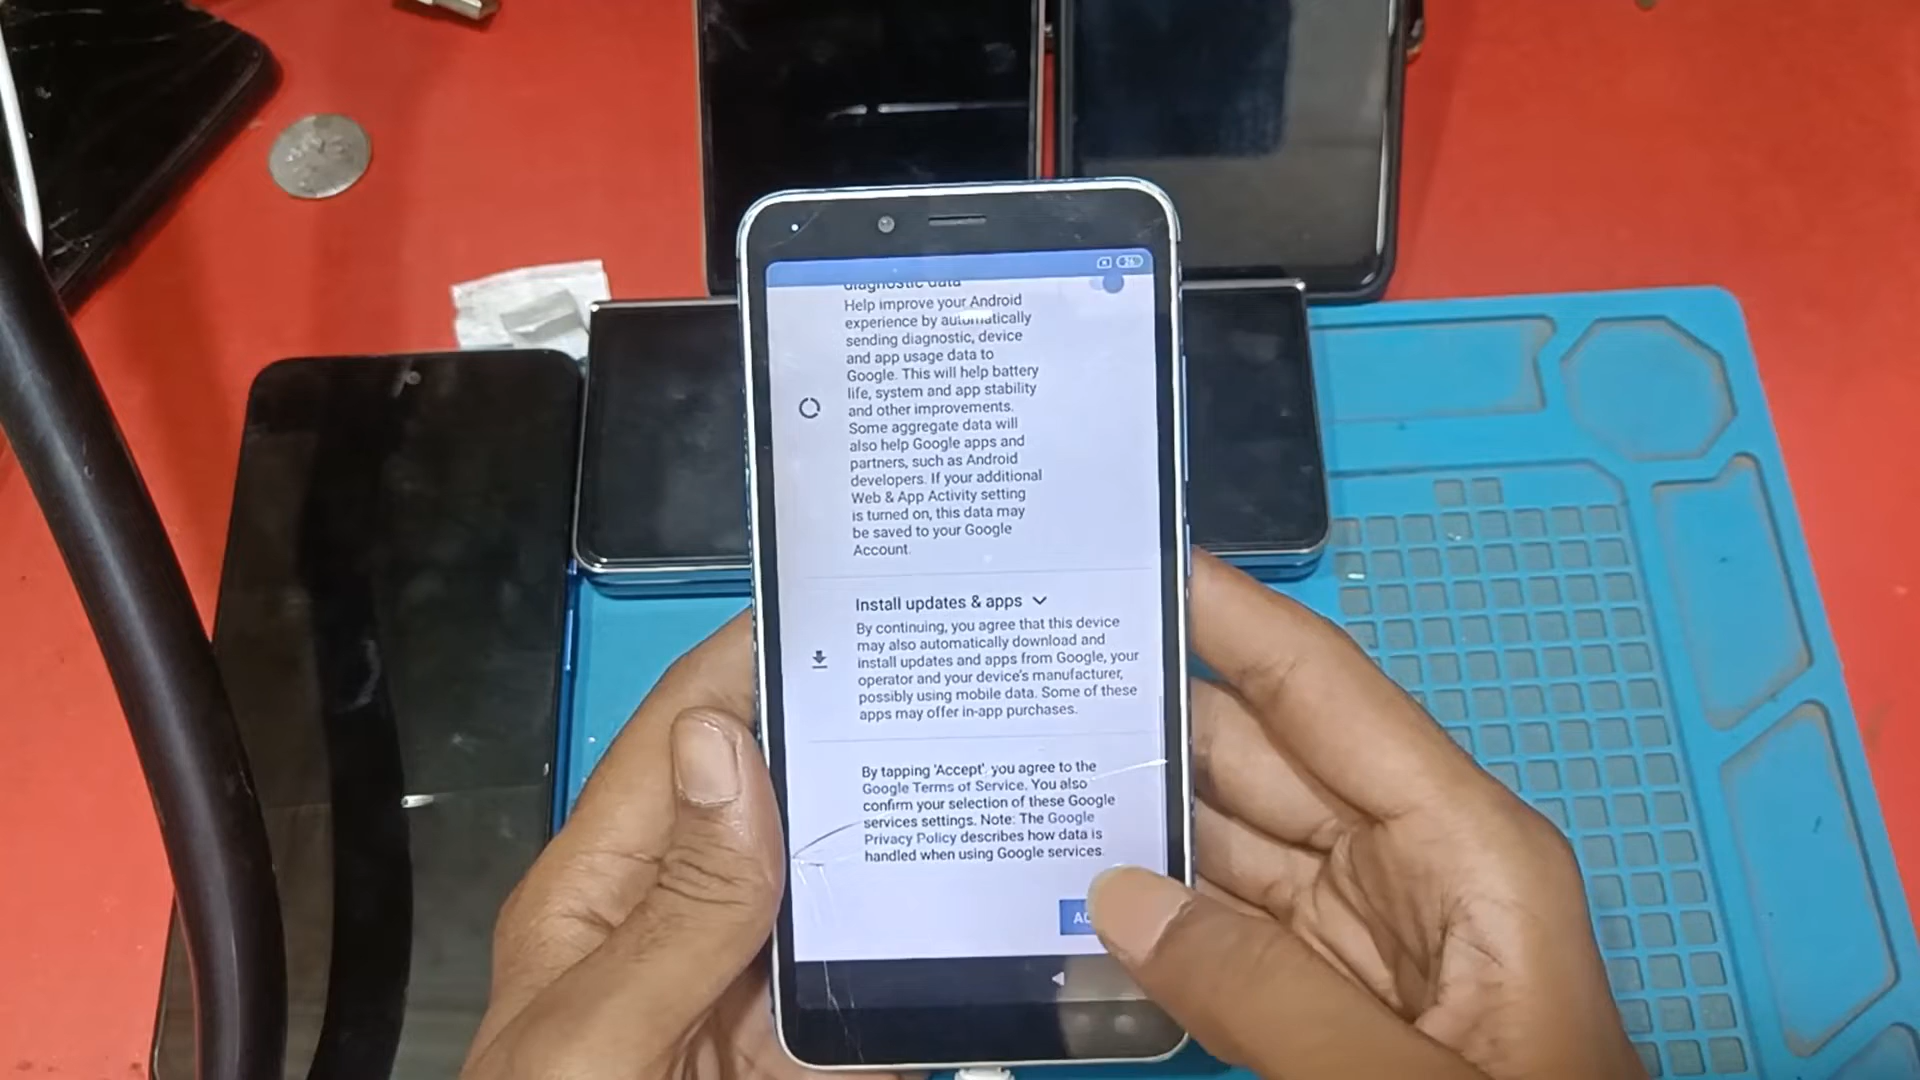 diagnostic data
Help improve your Android
experience by automatically
sending diagnostic, device
and app usage data to
Google. This will help battery
life, system and app stability
and other improvements.
Some aggregate data will
also help Google apps and
partners, such as Android
developers. If your additional
Web & App Activity setting
is turned on, this data may
be saved to your Google
Account.
Install updates & apps
By continuing, you agree that this device
may also automatically download and
install updates and apps from Google, your
operator and your device's manufacturer,
possibly using mobile data. Some of these
apps may offer in-app purchases.
By tapping 'Accept', you agree to the
Google Terms of Service. You also
confirm your selection of these Google
services settings. Note: The Google
Privacy Policy describes how data is
handled when using Google services.